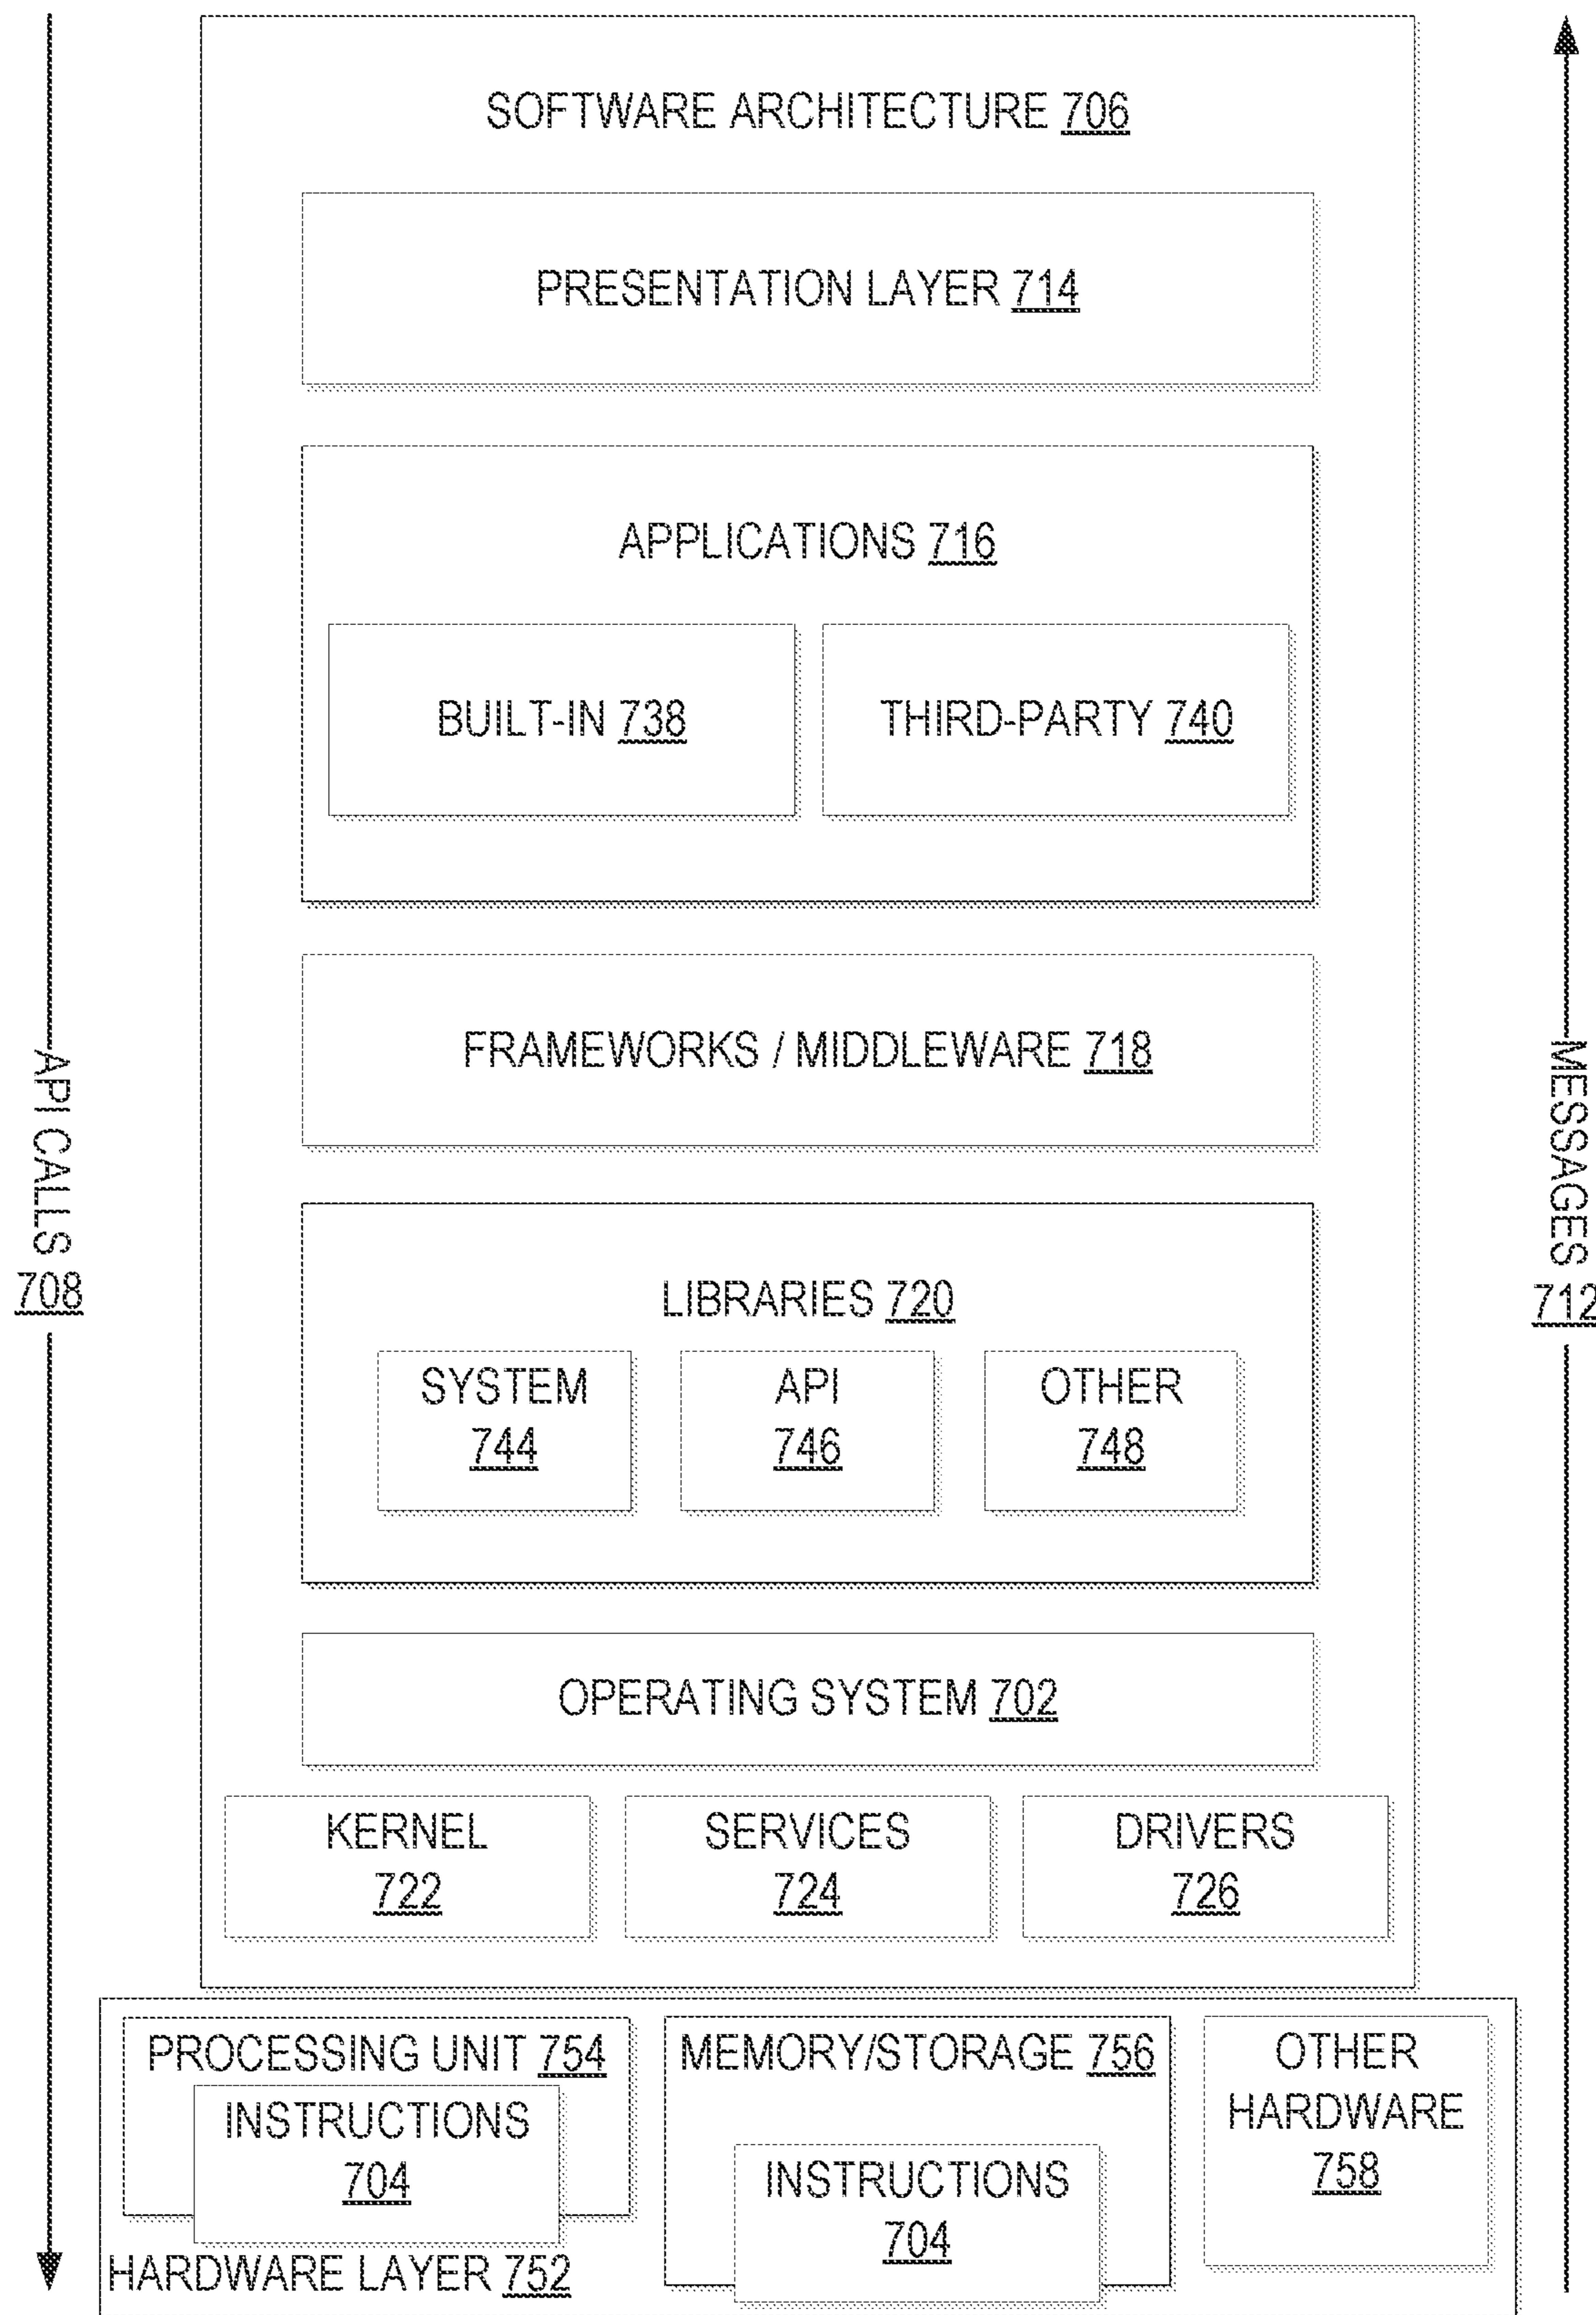 SOFTWARE ARCHITECTURE 706
PRESENTATION LAYER 714
APPLICATIONS 716
BUILT-IN 738
THIRD-PARTY 740
FRAMEWORKS / MIDDLEWARE 718
API CALLS
708
MESSAGES
712
LIBRARIES 720
SYSTEM
744
API
746
OTHER
748
OPERATING SYSTEM 702
KERNEL
722
SERVICES
724
DRIVERS
726
PROCESSING UNIT 754
INSTRUCTIONS
704
MEMORY/STORAGE 756
INSTRUCTIONS
704
OTHER
HARDWARE
758
HARDWARE LAYER 752